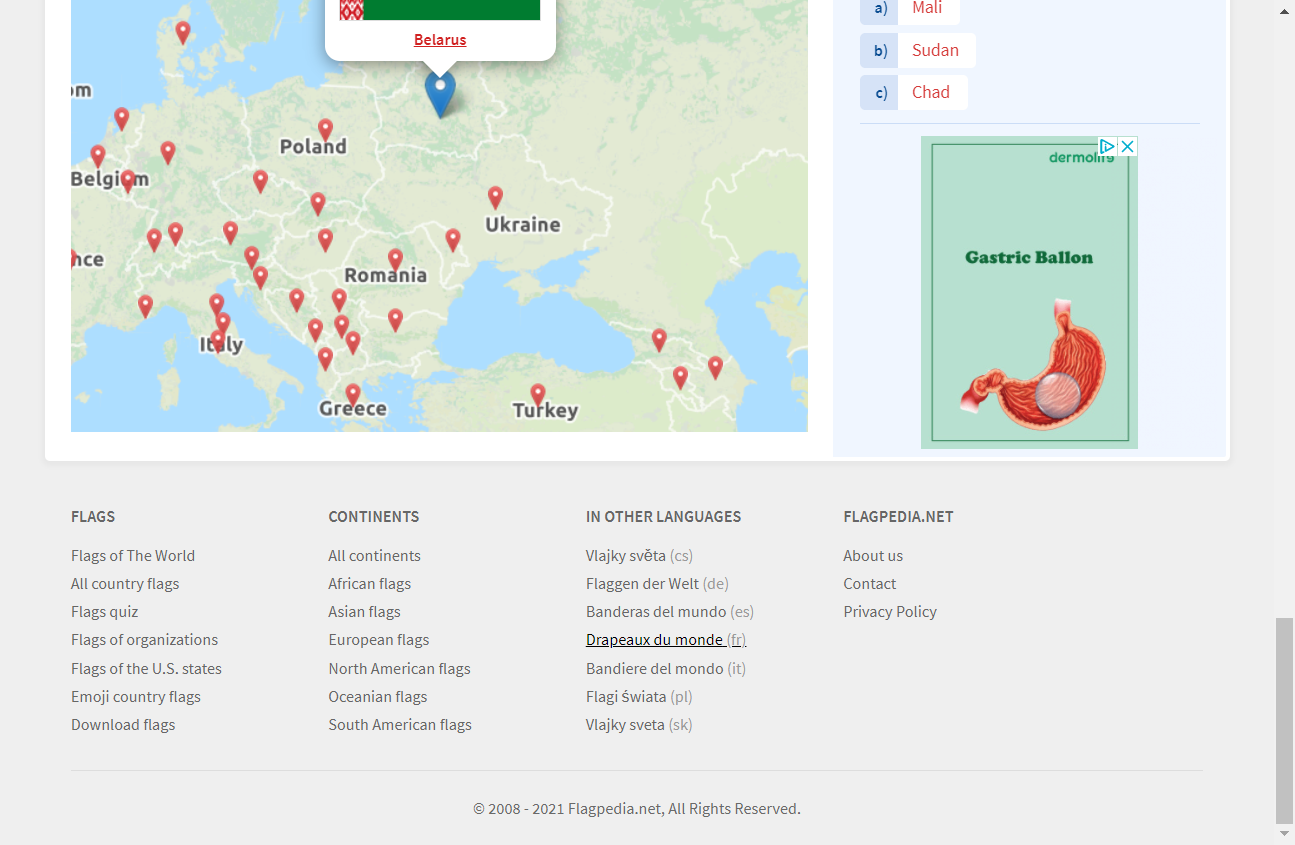 Belarus
Poland
Belgium
Ukraine
Romania
Italy
Greece
Turkey
a) Mali
b) Sudan
c) Chad
Gastric Ballon
FLAGS
Flags of The World
All country flags
Flags quiz
Flags of organizations
Flags of the U.S. states
Emoji country flags
Download flags
CONTINENTS
All continents
African flags
Asian flags
European flags
North American flags
Oceanian flags
South American flags
IN OTHER LANGUAGES
Vlajky světa (cs)
Flaggen der Welt (de)
Banderas del mundo (es)
Drapeaux du monde (fr)
Bandiere del mondo (it)
Flagi świata (pl)
Vlajky sveta (sk)
FLAGPEDIA.NET
About us
Contact
Privacy Policy
© 2008 - 2021 Flagpedia.net, All Rights Reserved.